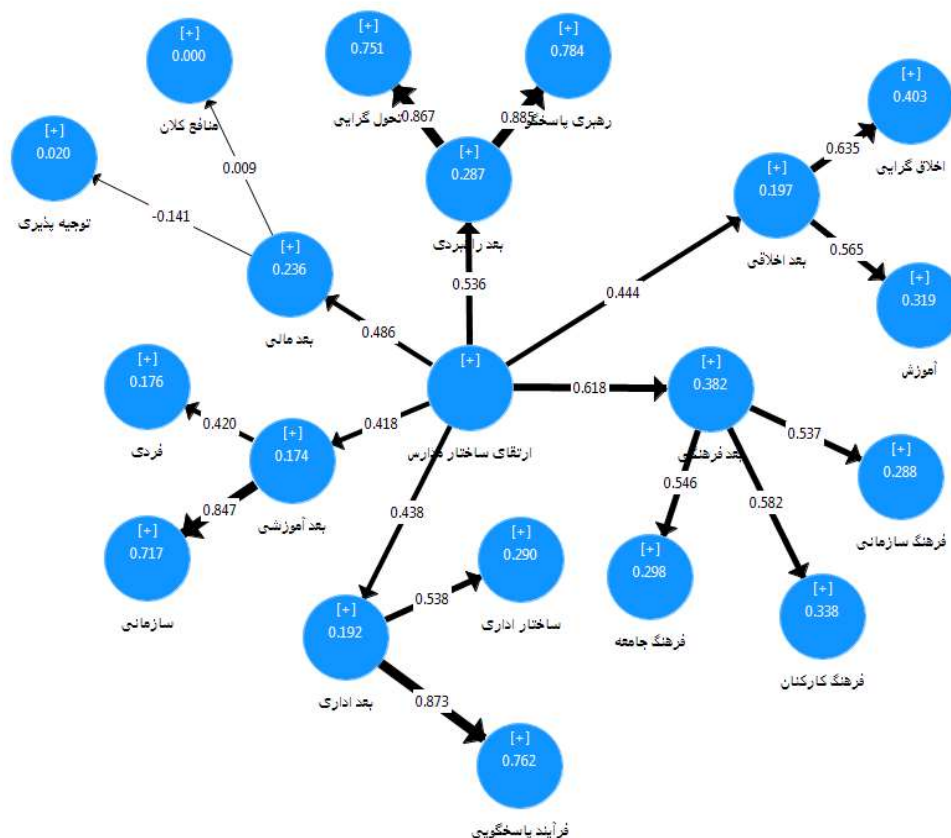 [+]
0.751
تحول گرایی
[+]
0.784
رهبری پاسخگو
[+]
0.000
منافع کلان
[+]
0.403
اخلاق گرایی
[+]
0.020
توجیه پذیری
0.867
0.885
[+]
0.287
بعد راهبردی
0.009
-0.141
0.635
[+]
0.197
بعد اخلاقی
0.565
[+]
0.319
آموزش
[+]
0.236
بعد مالی
0.536
0.444
0.486
[+]
ارتقای ساختار مدارس
0.618
[+]
0.382
بعد فرهنگی
[+]
0.176
فردی
0.420
0.418
[+]
0.174
بعد آموزشی
0.847
[+]
0.717
سازمانی
0.438
0.537
[+]
0.288
فرهنگ سازمانی
0.546
0.582
[+]
0.298
فرهنگ جامعه
[+]
0.338
فرهنگ کارکنان
[+]
0.290
ساختار اداری
0.538
[+]
0.192
بعد اداری
0.873
[+]
0.762
فرآیند پاسخگویی